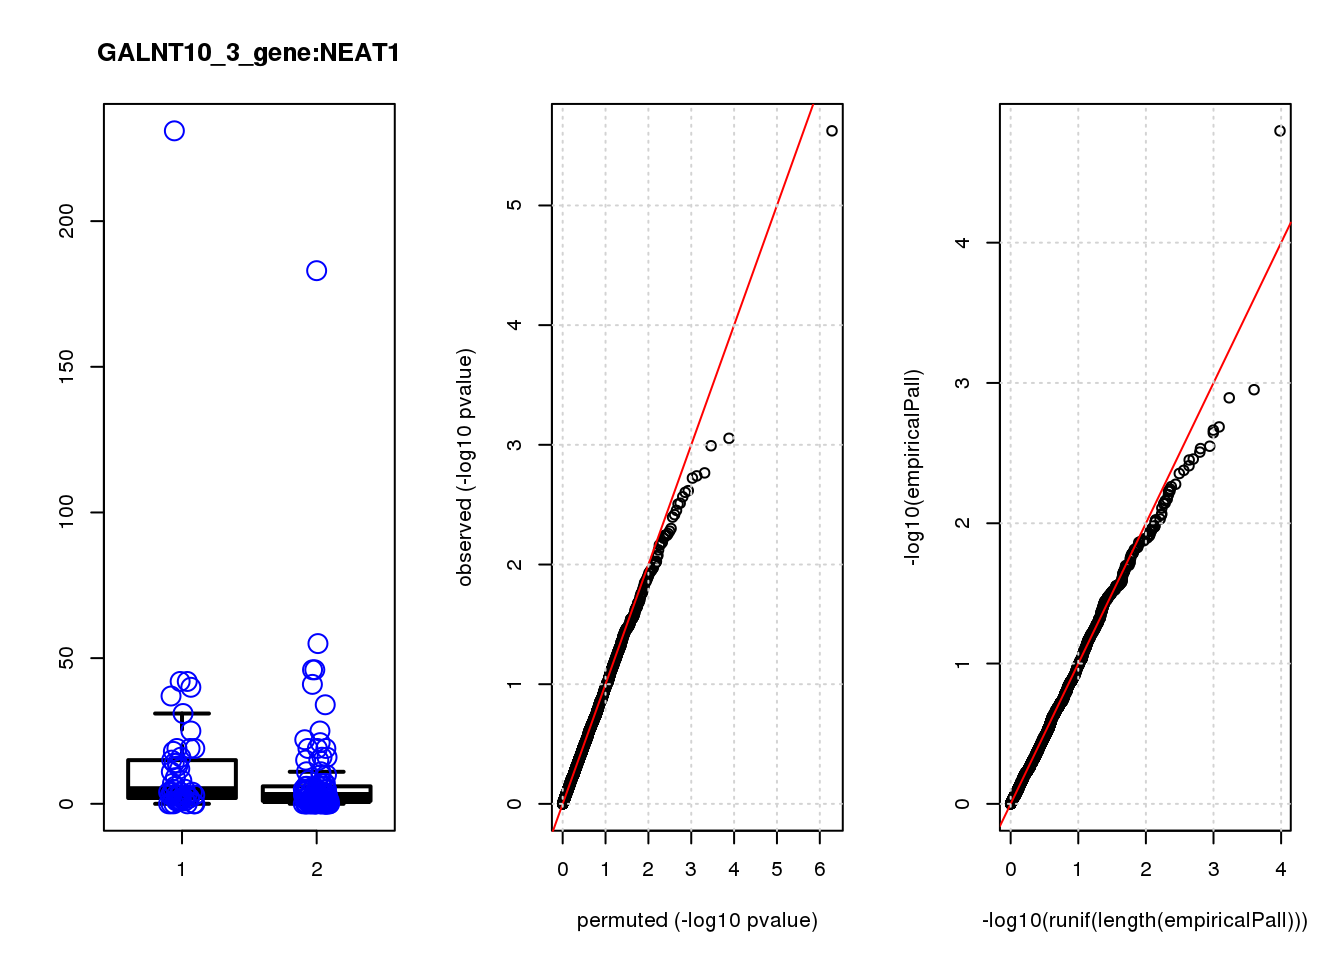 GALNT10_3_gene:NEAT1
200
150
100
50
0
1 2
observed (-log10 pvalue)
5
4
3
2
1
0
0 1 2 3 4 5 6
permuted (-log10 pvalue)
-log10(empiricalPall)
4
3
2
1
0
0 1 2 3 4
-log10(runif(length(empiricalPall)))